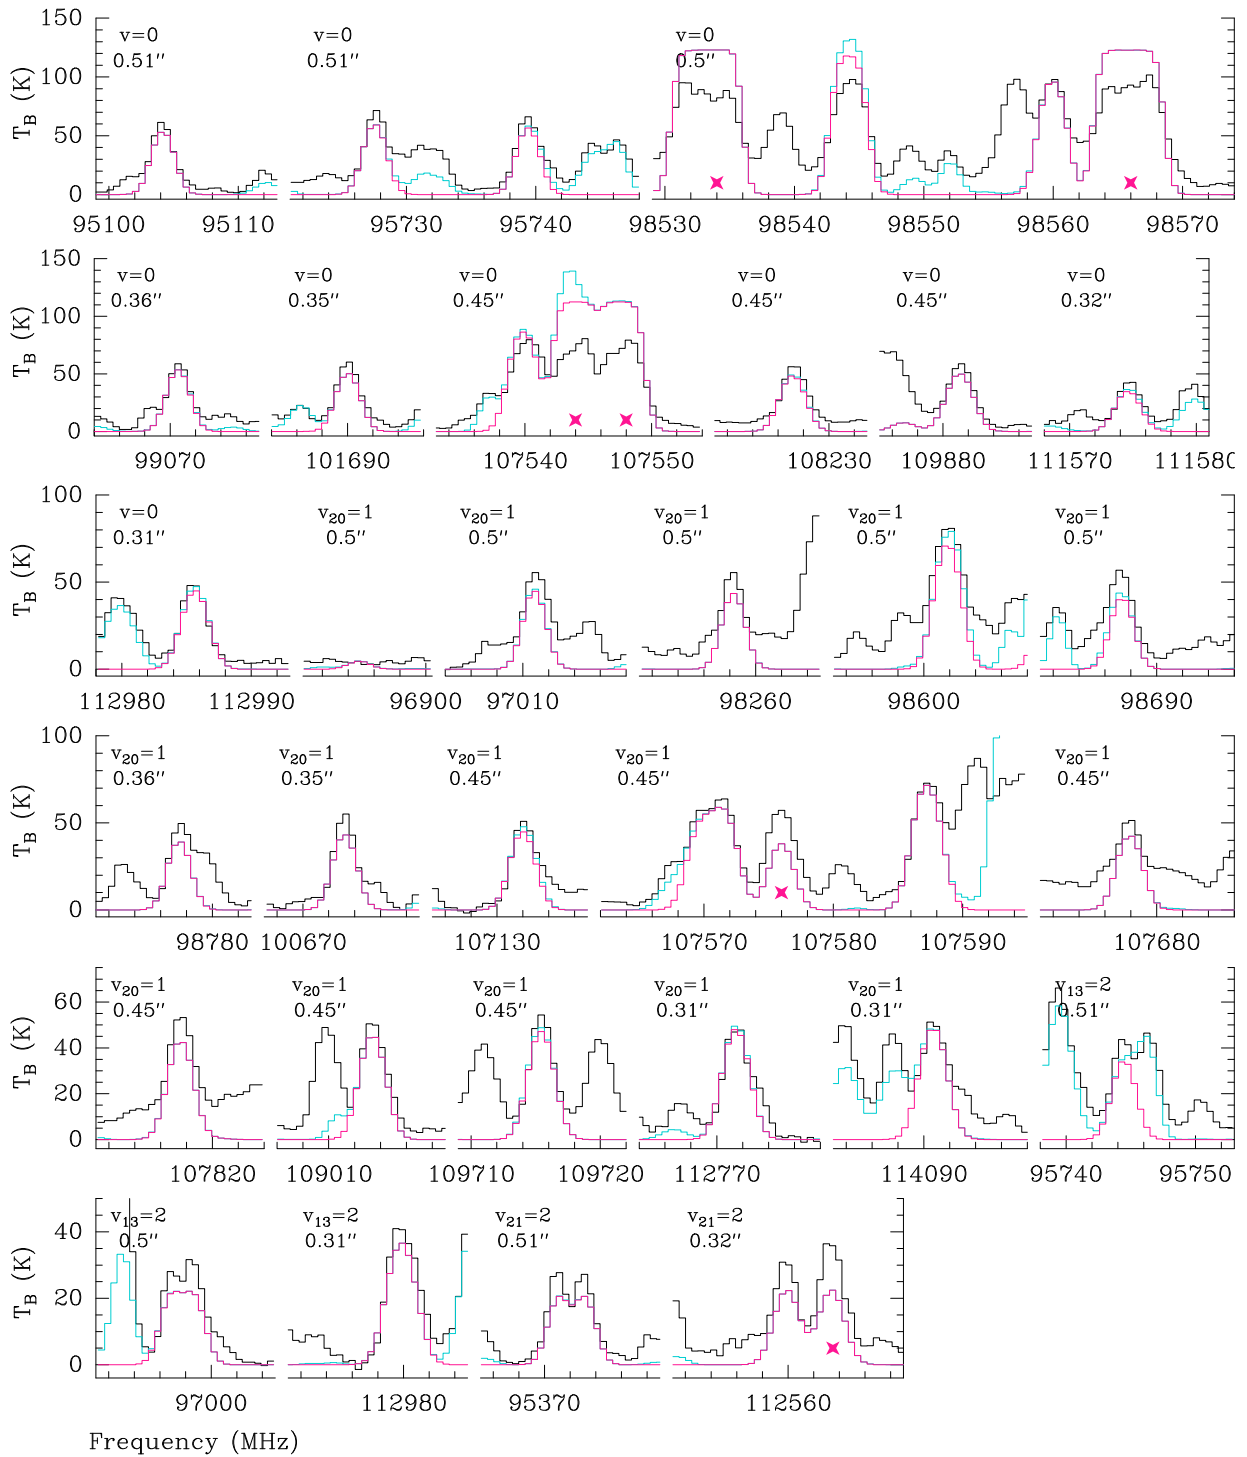 150
100
50
0
T_B (K)
v=0
0.51″
v=0
0.51″
v=0
0.5″
95100 95110 95730 95740 98530 98540 98550 98560 98570
150
100
50
0
T_B (K)
v=0
0.36″
v=0
0.35″
v=0
0.45″
v=0
0.45″
v=0
0.45″
v=0
0.32″
99070 101690 107540 107550 108230 109880 111570 111580
100
50
0
T_B (K)
v=0
0.31″
v₂₀=1
0.5″
v₂₀=1
0.5″
v₂₀=1
0.5″
v₂₀=1
0.5″
v₂₀=1
0.5″
112980 112990 96900 97010 98260 98600 98690
100
50
0
T_B (K)
v₂₀=1
0.36″
v₂₀=1
0.35″
v₂₀=1
0.45″
v₂₀=1
0.45″
v₂₀=1
0.45″
98780 100670 107130 107570 107580 107590 107680
60
40
20
0
T_B (K)
v₂₀=1
0.45″
v₂₀=1
0.45″
v₂₀=1
0.45″
v₂₀=1
0.31″
v₂₀=1
0.31″
v₁₃=2
0.51″
107820 109010 109710 109720 112770 114090 95740 95750
40
20
0
T_B (K)
v₁₃=2
0.5″
v₁₃=2
0.31″
v₂₁=2
0.51″
v₂₁=2
0.32″
97000 112980 95370 112560
Frequency (MHz)